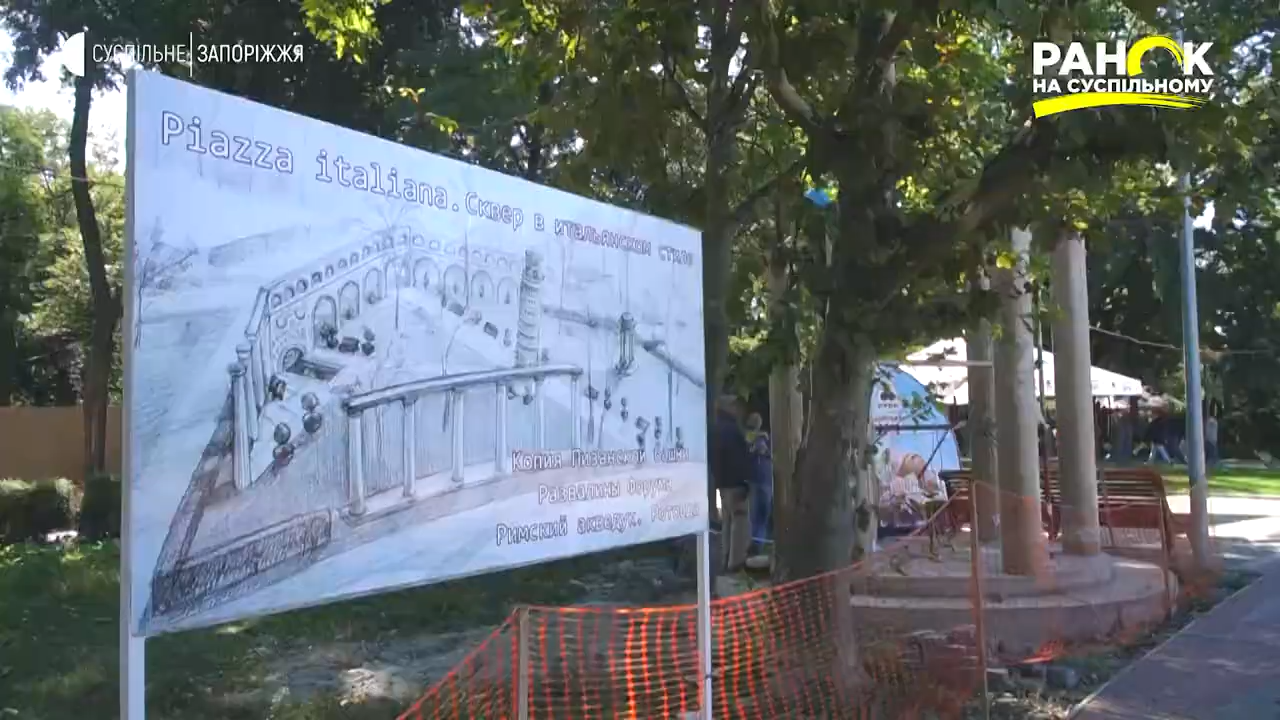 СУСПІЛЬНЕ ЗАПОРІЖЖЯ
РАНОК
НА СУСПІЛЬНОМУ
Piazza italiana. Сквер в итальянском стиле
Копия Пизанской башни
Развалины Форума
Римский акведук. Ротонда